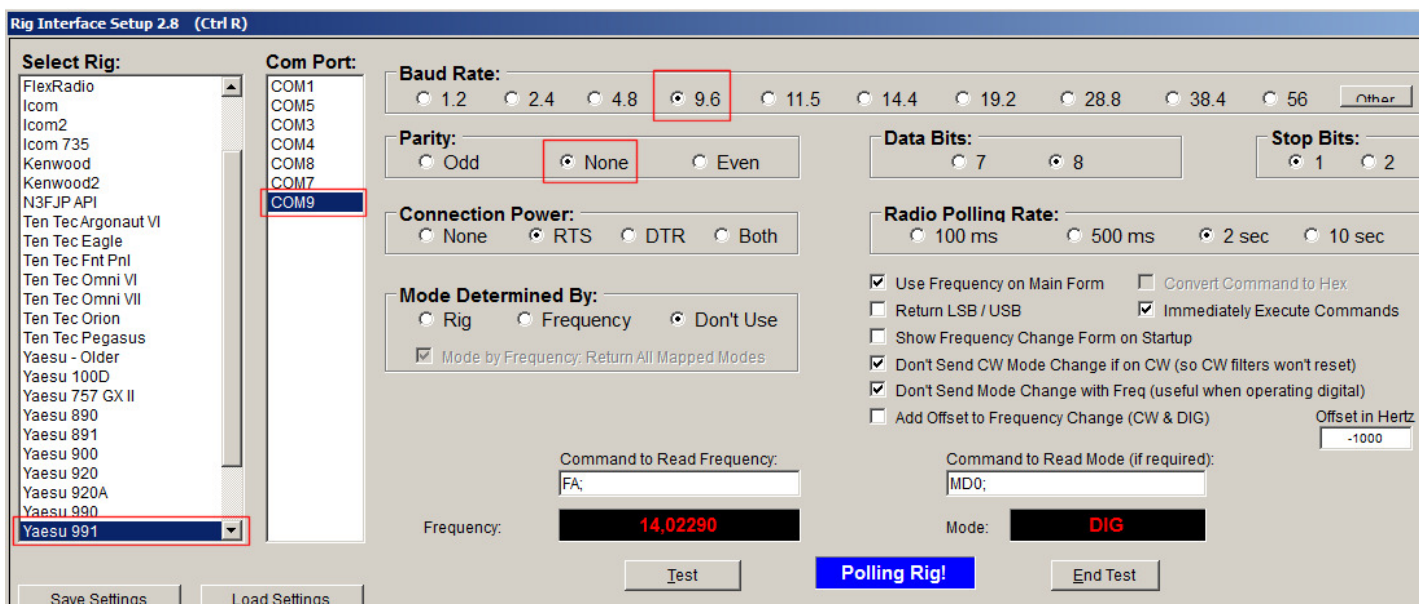 Rig Interface Setup 2.8 (Ctrl R)
Select Rig:
FlexRadio
Icom
Icom2
Icom 735
Kenwood
Kenwood2
N3FJP API
Ten Tec Argonaut VI
Ten Tec Eagle
Ten Tec Fnt Pnl
Ten Tec Omni VI
Ten Tec Omni VII
Ten Tec Orion
Ten Tec Pegasus
Yaesu - Older
Yaesu 100D
Yaesu 757 GX II
Yaesu 890
Yaesu 891
Yaesu 900
Yaesu 920
Yaesu 920A
Yaesu 990
Yaesu 991
Save Settings
Load Settings
Com Port:
COM1
COM5
COM3
COM4
COM8
COM7
COM9
Baud Rate:
1.2 2.4 4.8 9.6 11.5 14.4 19.2 28.8 38.4 56 Other
Parity:
Odd None Even
Data Bits:
7 8
Stop Bits:
1 2
Connection Power:
None RTS DTR Both
Radio Polling Rate:
100 ms 500 ms 2 sec 10 sec
Mode Determined By:
Rig Frequency Don't Use
Mode by Frequency: Return All Mapped Modes
Use Frequency on Main Form Convert Command to Hex
Return LSB / USB Immediately Execute Commands
Show Frequency Change Form on Startup
Don't Send CW Mode Change if on CW (so CW filters won't reset)
Don't Send Mode Change with Freq (useful when operating digital)
Add Offset to Frequency Change (CW & DIG) Offset in Hertz
-1000
Command to Read Frequency:
FA;
Command to Read Mode (if required):
MD0;
Frequency: 14,02290
Mode: DIG
Test Polling Rig! End Test